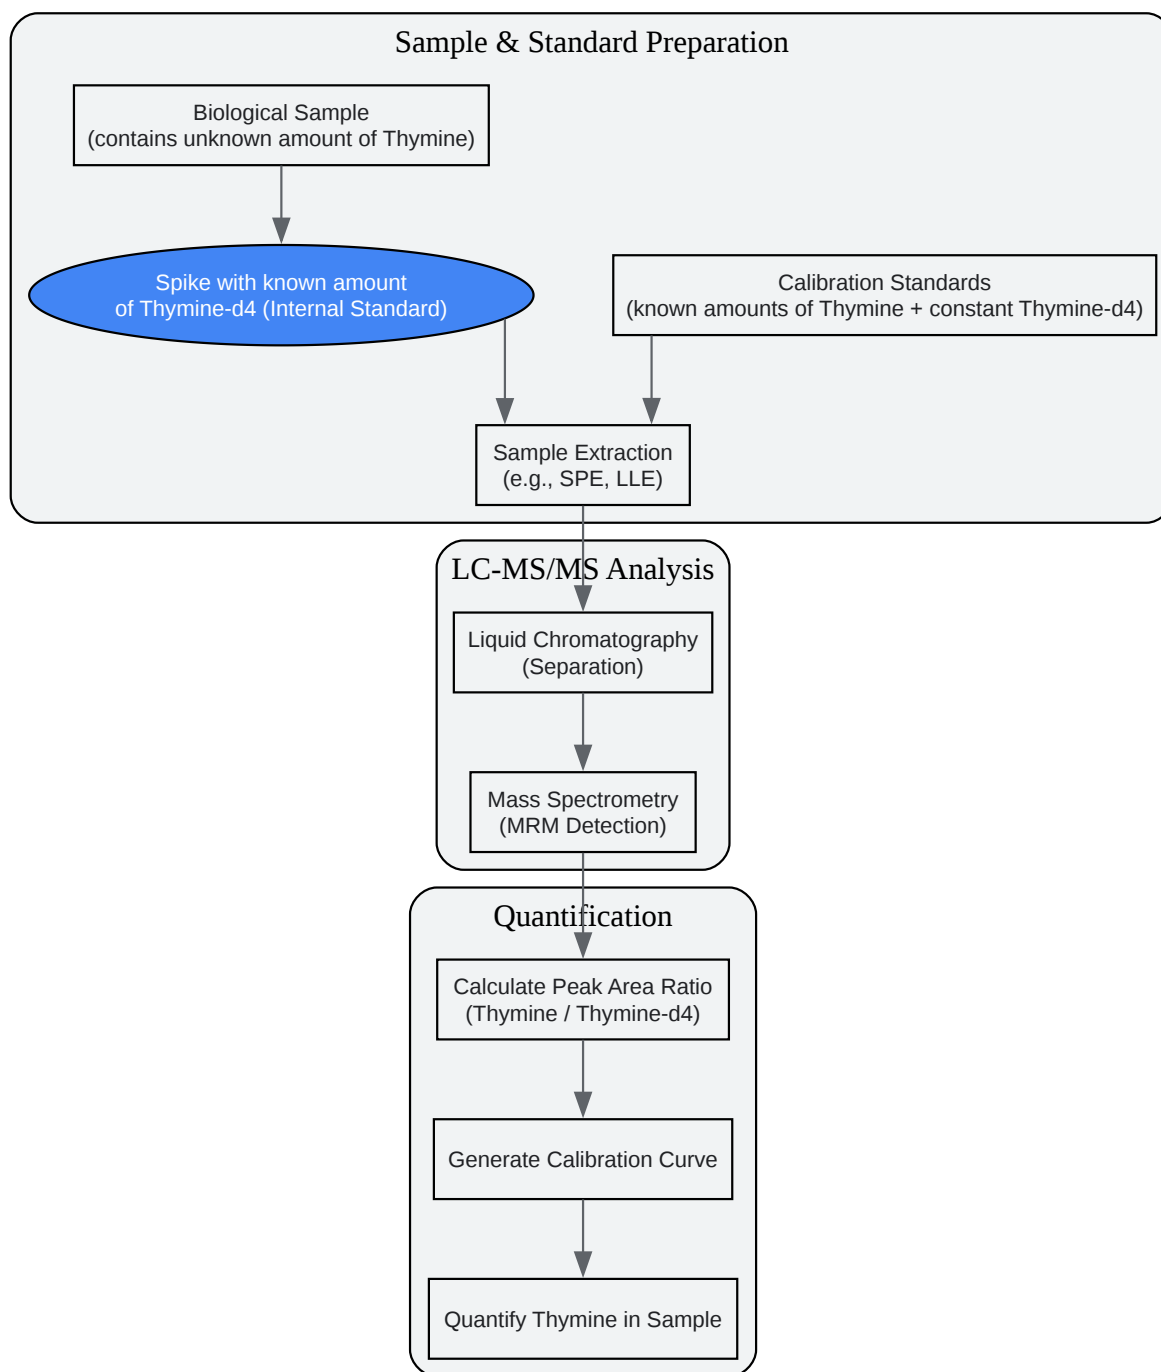 Sample & Standard Preparation
Biological Sample
(contains unknown amount of Thymine)
Spike with known amount
of Thymine-d4 (Internal Standard)
Calibration Standards
(known amounts of Thymine + constant Thymine-d4)
Sample Extraction
(e.g., SPE, LLE)
LC-MS/MS Analysis
Liquid Chromatography
(Separation)
Mass Spectrometry
(MRM Detection)
Quantification
Calculate Peak Area Ratio
(Thymine / Thymine-d4)
Generate Calibration Curve
Quantify Thymine in Sample